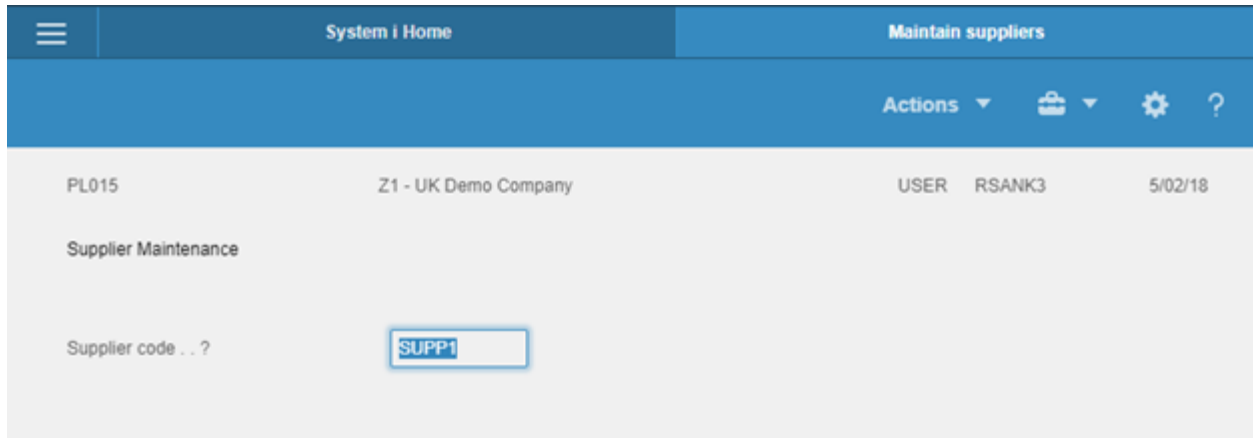 System i Home Maintain suppliers
Actions ?
PL015 Z1 - UK Demo Company USER RSANK3 5/02/18
Supplier Maintenance
Supplier code . . ? SUPP1